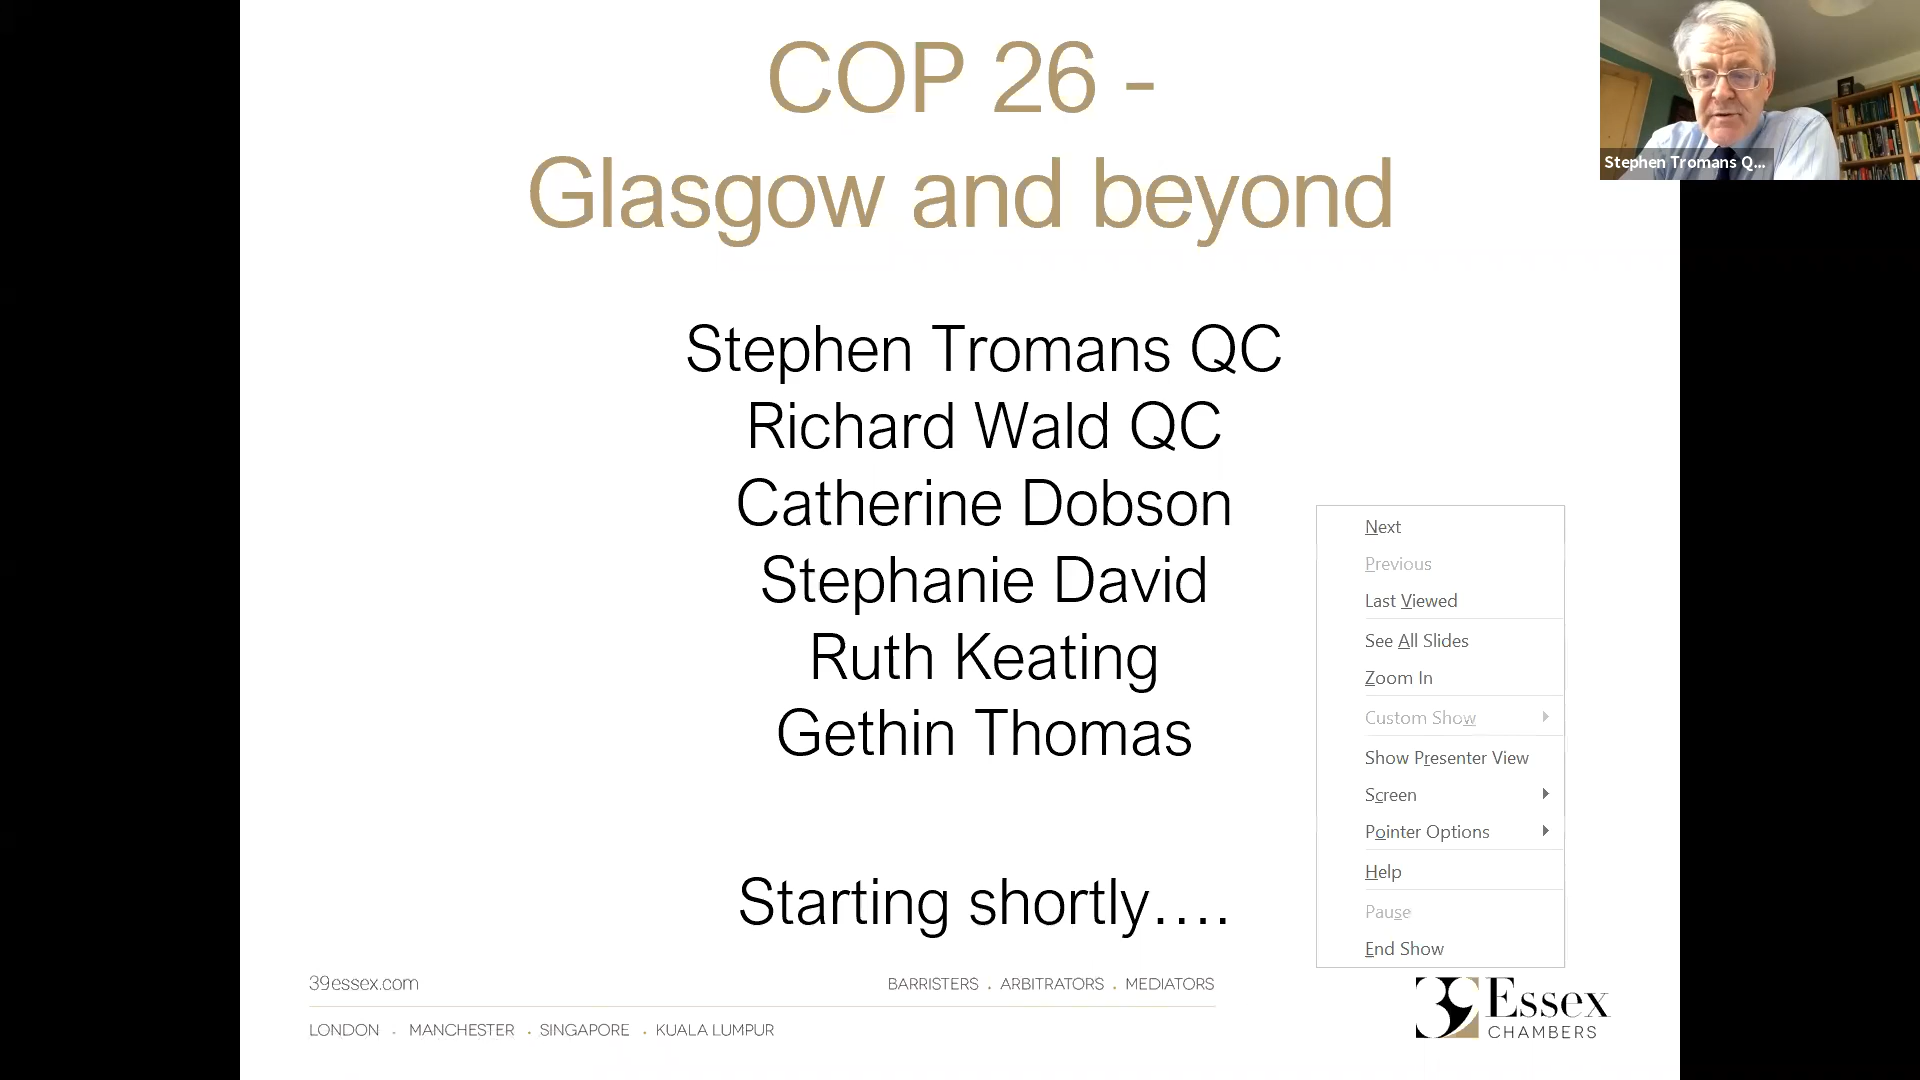 COP 26 -
Glasgow and beyond
Stephen Tromans Q...
Stephen Tromans QC
Richard Wald QC
Catherine Dobson
Stephanie David
Ruth Keating
Gethin Thomas
Starting shortly....
Next
Previous
Last Viewed
See All Slides
Zoom In
Custom Show
Show Presenter View
Screen
Pointer Options
Help
Pause
End Show
39essex.com
BARRISTERS . ARBITRATORS . MEDIATORS
LONDON . MANCHESTER . SINGAPORE . KUALA LUMPUR
39 Essex
CHAMBERS